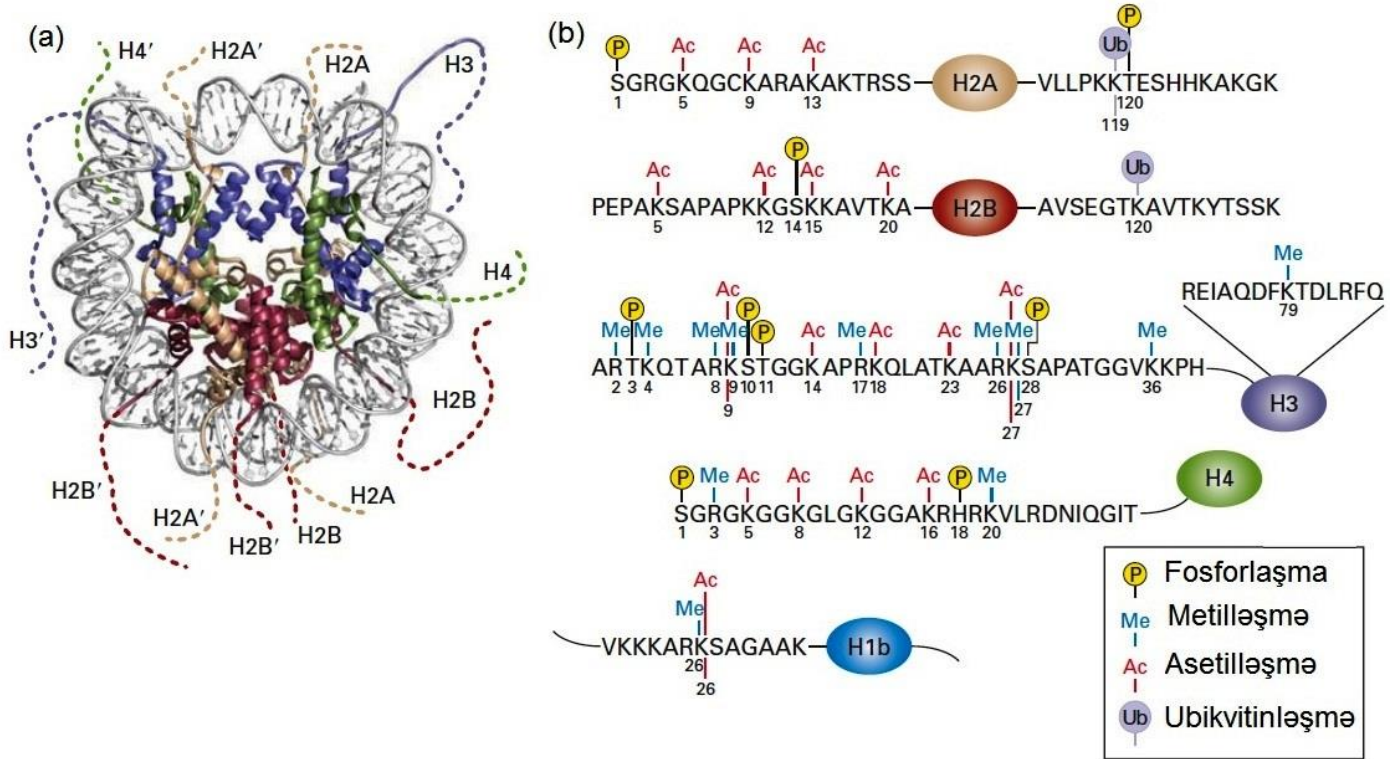 (a)
H4′
H2A′
H2A
H3
H4
H3′
H2B
H2B′
H2A
H2A′
H2B′
H2B
(b)
P Ac Ac Ac Ub P
SGRGKQGCKARAKAKTRSS H2A VLLPKKTESHHKAKGK
1 5 9 13 120
119
Ac Ac P Ac Ac Ub
PEPAKSAPAPKKGSKKAVTKA H2B AVSEGTKAVTKYTSSK
5 12 14 15 20 120
Me
REIAQDFKTDLRFQ
79
Ac P Ac P
Me P Me Me Me P Ac Me Ac Ac Me Me Me
ARTKQTARKSTGGKAPRKQLATKAARKSAPATGGVKKPH H3
2 3 4 8 9 10 11 14 17 18 23 26 28 36
9 27
27
P Me Ac Ac Ac Ac P Me
SGRGKGGKGLGKGGAKRHRKVLRDNIQGIT H4
1 3 5 8 12 16 18 20
Ac
Me
VKKKARKSAGAAK H1b
26
26
P Fosforlaşma
Me Metilləşmə
Ac Asetilləşmə
Ub Ubikvitinləşmə